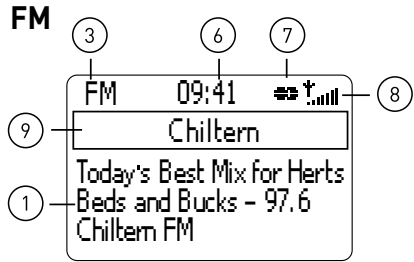 FM
3 6 7
FM 09:41 8
9 Chiltern
Today's Best Mix for Herts
1 Beds and Bucks - 97.6
Chiltern FM